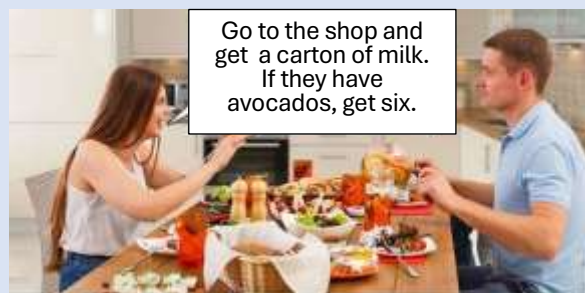 Go to the shop and
get a carton of milk.
If they have
avocados, get six.